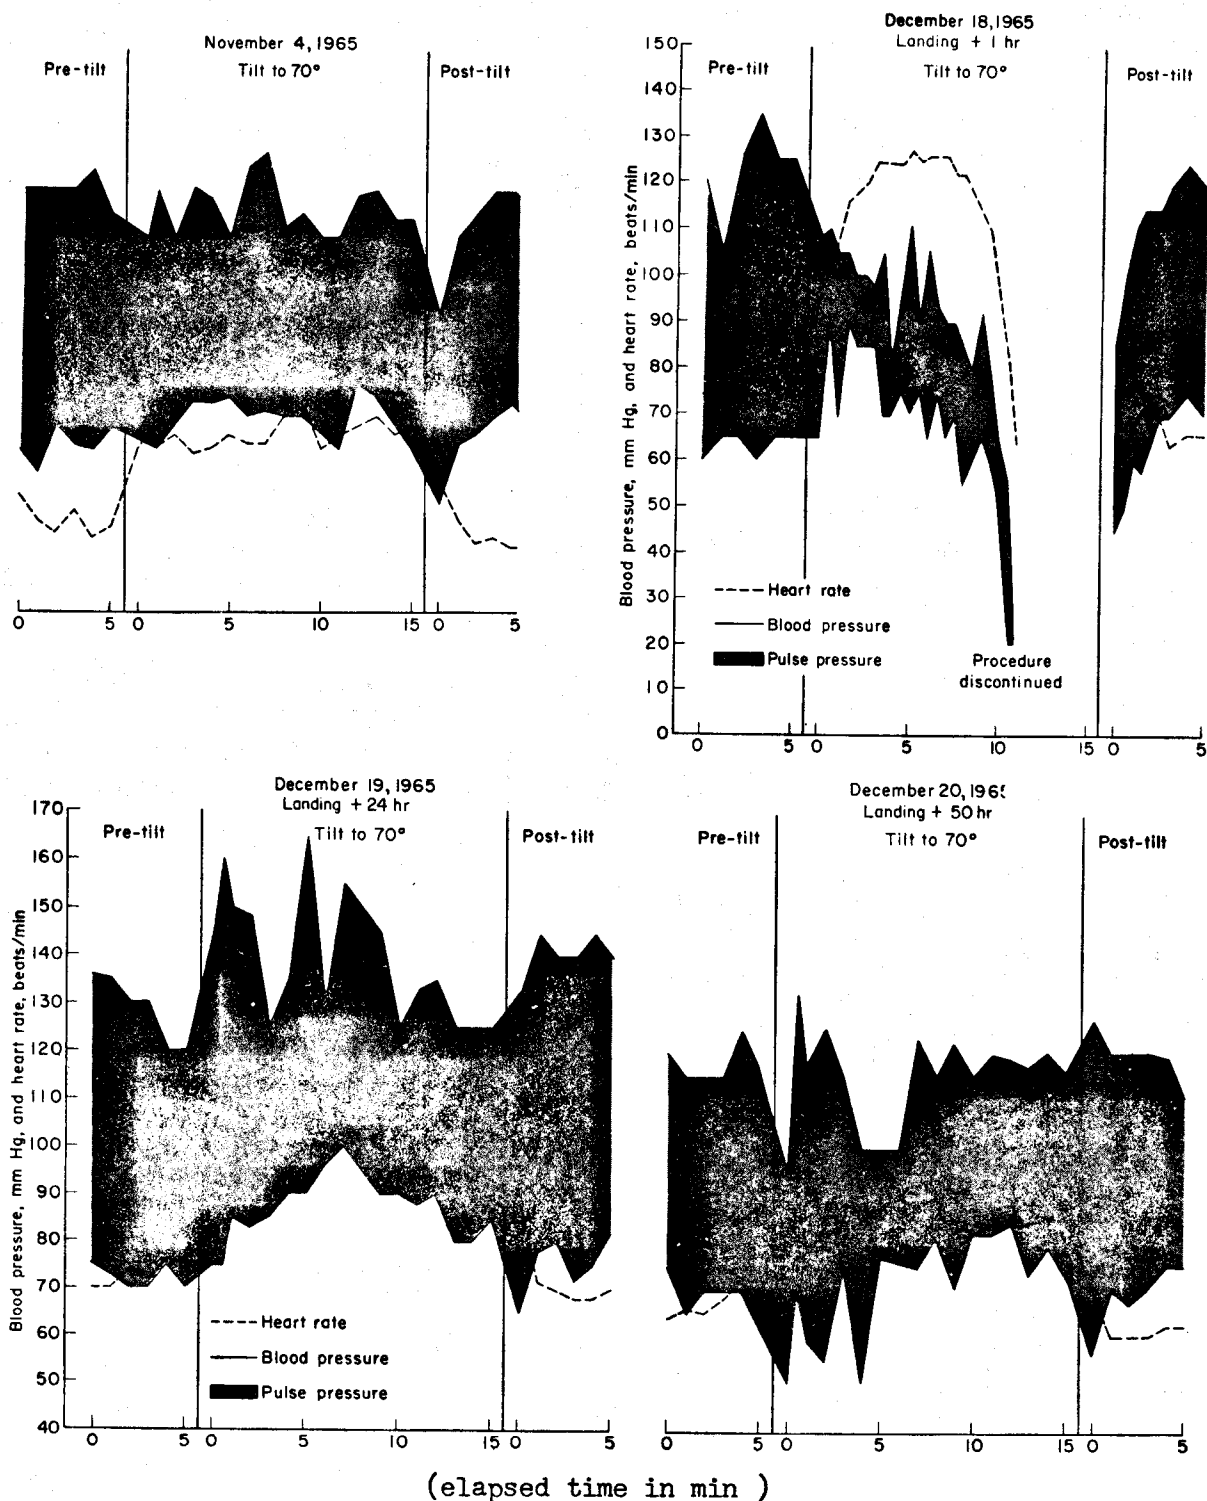 November 4, 1965
Pre-tilt
Tilt to 70°
Post-tilt
0
5
0
5
10
15
0
5
December 18, 1965
Landing + 1 hr
Pre-tilt
Tilt to 70°
Post-tilt
Blood pressure, mm Hg, and heart rate, beats/min
150
140
130
120
110
100
90
80
70
60
50
40
30
20
10
0
Heart rate
Blood pressure
Pulse pressure
Procedure
discontinued
0
5
0
5
10
15
0
5
December 19, 1965
Landing + 24 hr
Pre-tilt
Tilt to 70°
Post-tilt
Blood pressure, mm Hg, and heart rate, beats/min
170
160
150
140
130
120
110
100
90
80
70
60
50
40
Heart rate
Blood pressure
Pulse pressure
0
5
0
5
10
15
0
5
December 20, 1965
Landing + 50 hr
Pre-tilt
Tilt to 70°
Post-tilt
0
5
0
5
10
15
0
5
(elapsed time in min )